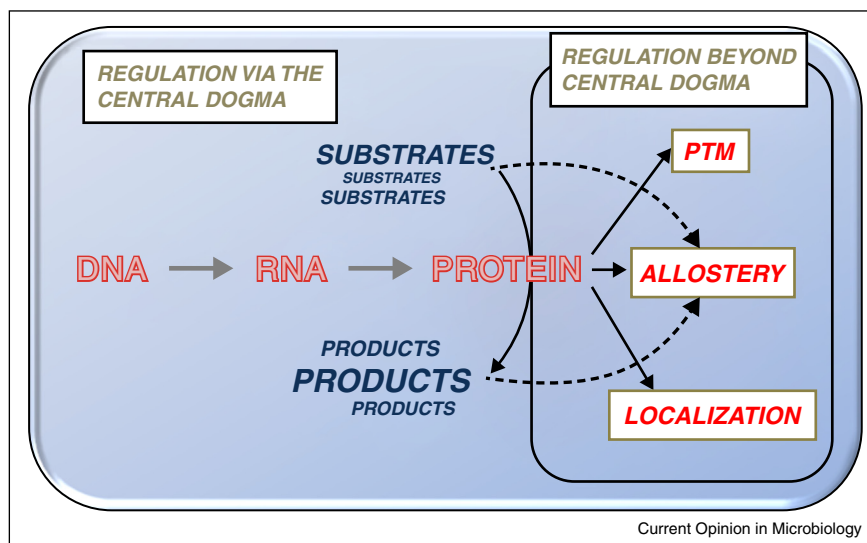 REGULATION VIA THE
CENTRAL DOGMA
REGULATION BEYOND
CENTRAL DOGMA
SUBSTRATES
SUBSTRATES
SUBSTRATES
PTM
DNA
RNA
PROTEIN
ALLOSTERY
PRODUCTS
PRODUCTS
PRODUCTS
LOCALIZATION
Current Opinion in Microbiology